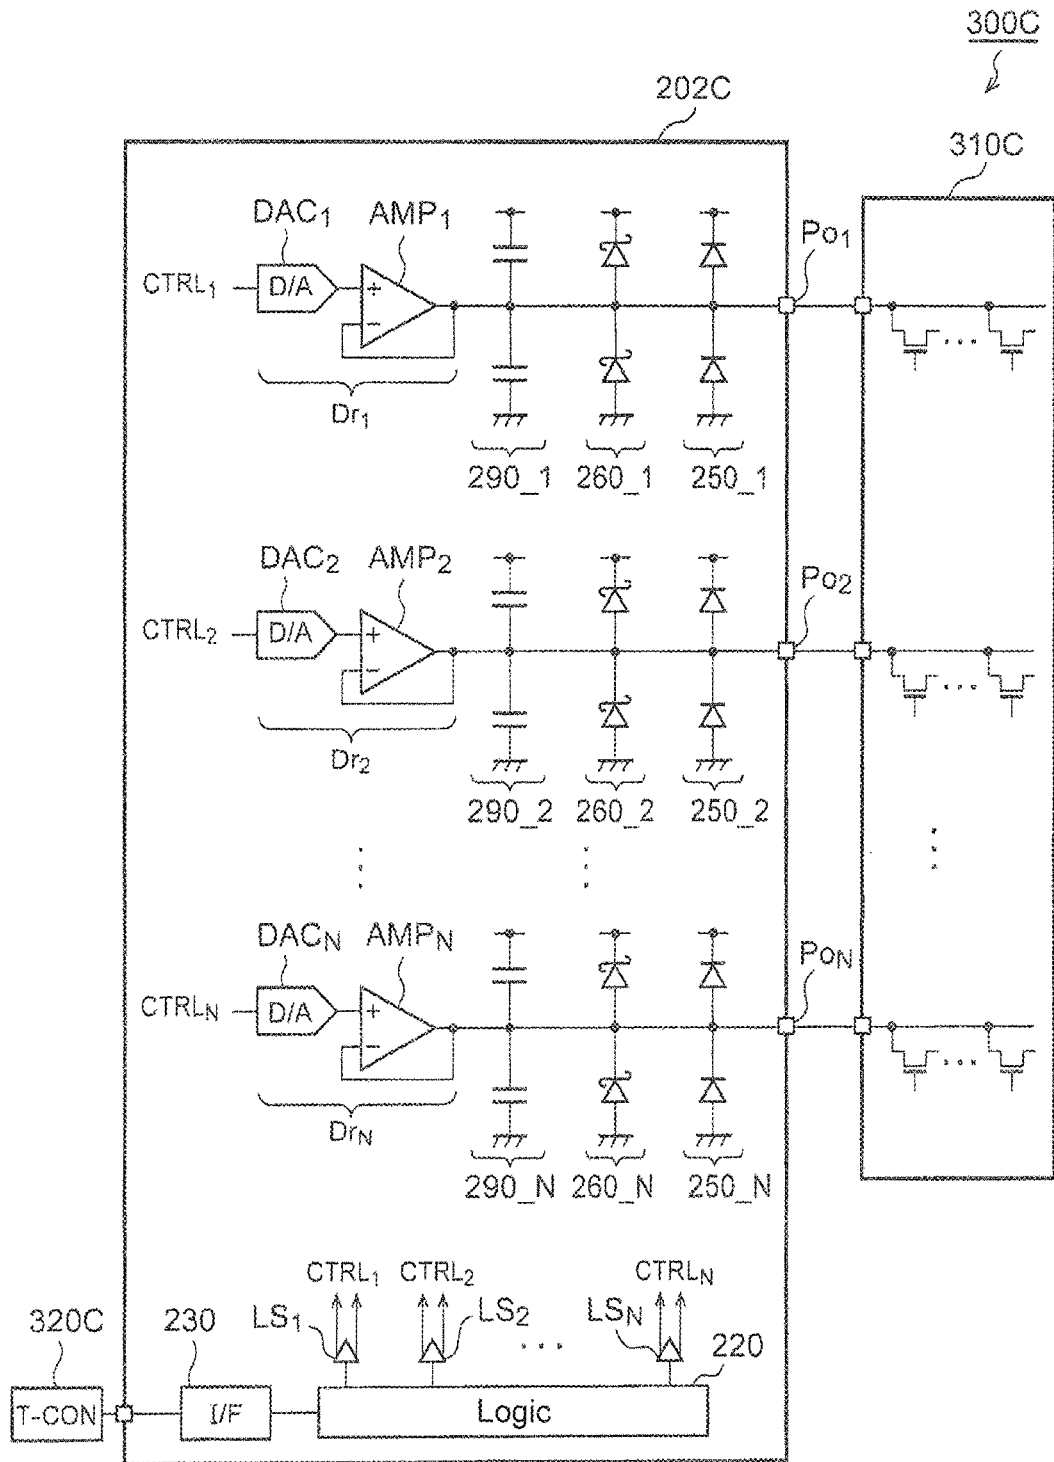 300C
202C
310C
DAC1 AMP1 Po1
CTRL1 D/A + −
Dr1
290_1 260_1 250_1
DAC2 AMP2 Po2
CTRL2 D/A + −
Dr2
290_2 260_2 250_2
DACN AMPN PoN
CTRLN D/A + −
DrN
290_N 260_N 250_N
CTRL1 CTRL2 CTRLN
320C 230 LS1 LS2 ... LSN 220
T-CON I/F Logic